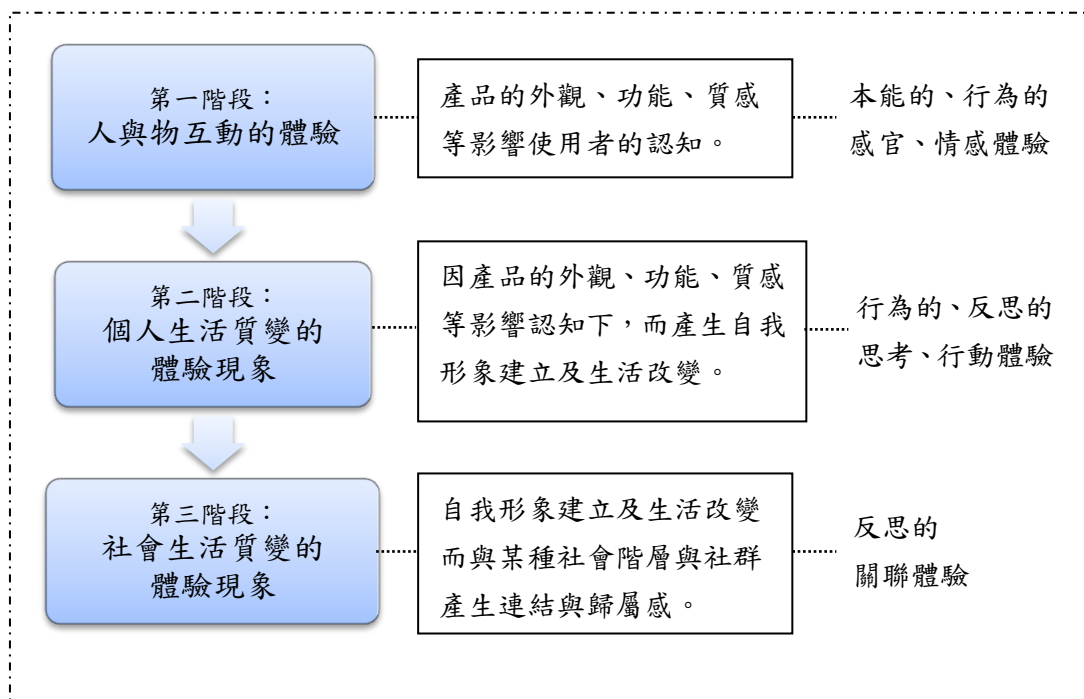 第一階段：
人與物互動的體驗
產品的外觀、功能、質感
等影響使用者的認知。
本能的、行為的
感官、情感體驗
第二階段：
個人生活質變的
體驗現象
因產品的外觀、功能、質感
等影響認知下，而產生自我
形象建立及生活改變。
行為的、反思的
思考、行動體驗
第三階段：
社會生活質變的
體驗現象
自我形象建立及生活改變
而與某種社會階層與社群
產生連結與歸屬感。
反思的
關聯體驗